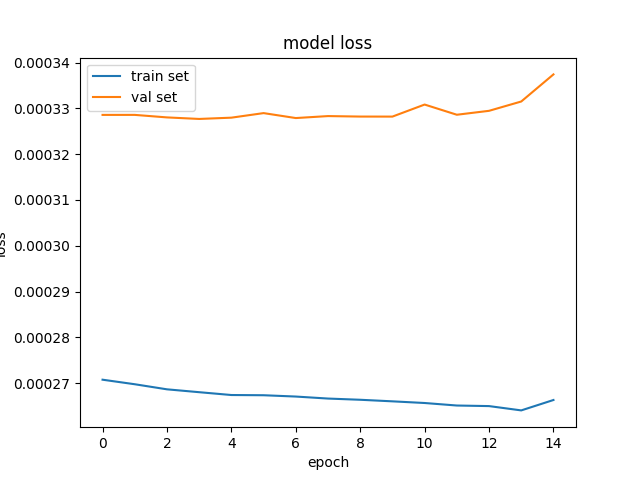 model loss
train set
val set
0.00034
0.00033
0.00032
0.00031
0.00030
0.00029
0.00028
0.00027
loss
0 2 4 6 8 10 12 14
epoch